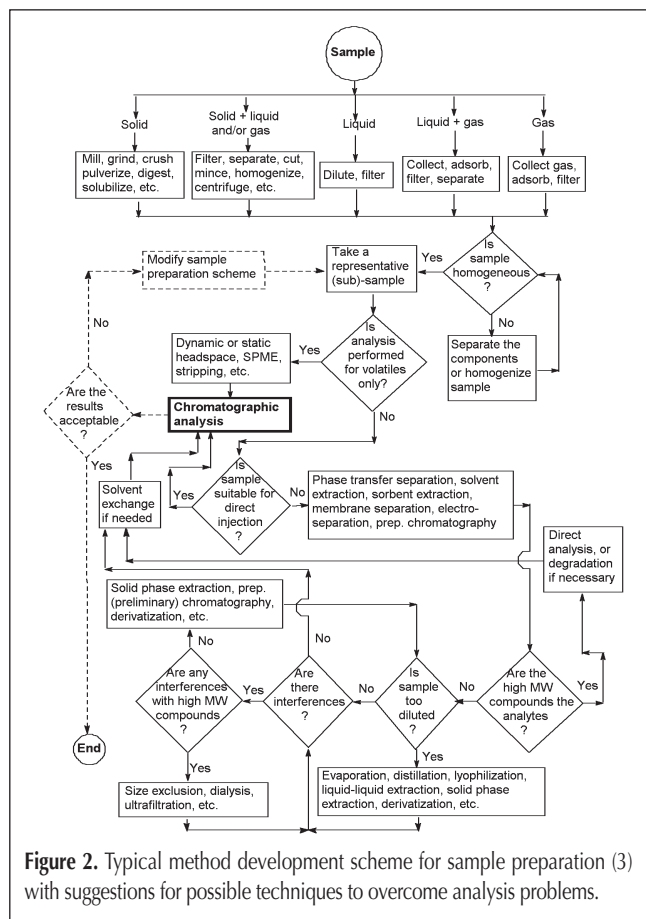 Sample
Solid
Solid + liquid
and/or gas
Liquid
Liquid + gas
Gas
Mill, grind, crush
pulverize, digest,
solubilize, etc.
Filter, separate, cut,
mince, homogenize,
centrifuge, etc.
Dilute, filter
Collect, adsorb,
filter, separate
Collect gas,
adsorb, filter
Modify sample
preparation scheme
Take a
representative
(sub)-sample
Yes
Is
sample
homogeneous
?
No
No
Separate the
components
or homogenize
sample
Dynamic or static
headspace, SPME,
stripping, etc.
Yes
Is
analysis
performed
for volatiles
only?
No
Are the
results
acceptable
?
Chromatographic
analysis
Yes
Solvent
exchange
if needed
Yes
Is
sample
suitable for
direct
injection
?
No
Phase transfer separation, solvent
extraction, sorbent extraction,
membrane separation, electro-
separation, prep. chromatography
Direct
analysis, or
degradation
if necessary
Solid phase extraction, prep.
(preliminary) chromatography,
derivatization, etc.
No
No
Are any
interferences
with high MW
compounds
?
Yes
Are
there
interferences
?
No
Is
sample
too
diluted?
No
Are the
high MW
compounds the
analytes
?
Yes
End
Yes
Yes
Size exclusion, dialysis,
ultrafiltration, etc.
Evaporation, distillation, lyophilization,
liquid-liquid extraction, solid phase
extraction, derivatization, etc.
Figure 2. Typical method development scheme for sample preparation (3)
with suggestions for possible techniques to overcome analysis problems.